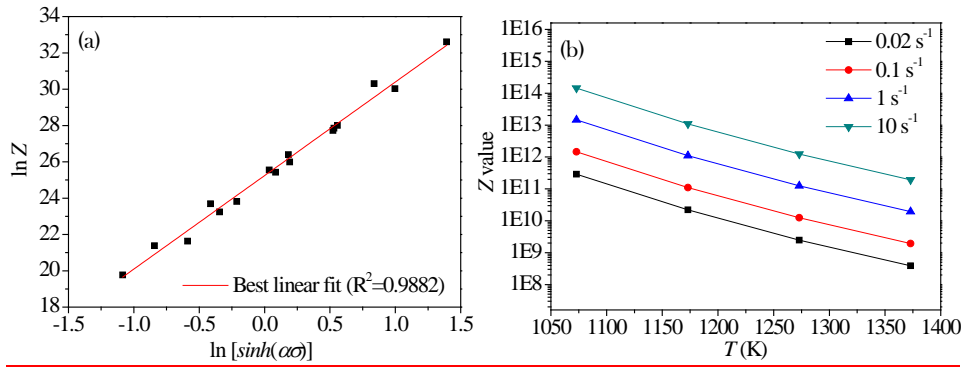 (a)
34
32
30
28
26
24
22
20
18
ln Z
-1.5 -1.0 -0.5 0.0 0.5 1.0 1.5
ln [sinh(ασ)]
Best linear fit (R²=0.9882)
(b)
1E16
1E15
1E14
1E13
1E12
1E11
1E10
1E9
1E8
Z value
1050 1100 1150 1200 1250 1300 1350 1400
T (K)
0.02 s⁻¹
0.1 s⁻¹
1 s⁻¹
10 s⁻¹